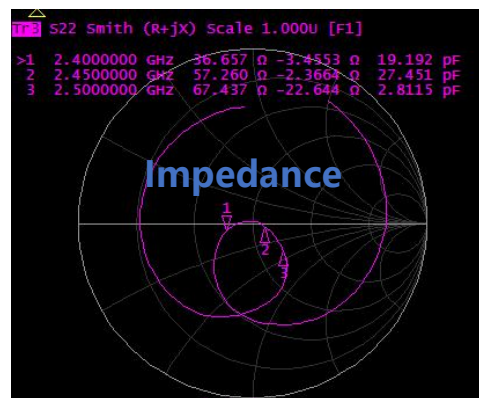 Tr3 S22 Smith (R+jX) Scale 1.000U [F1]
>1 2.4000000 GHz 36.657 Ω -3.4553 Ω 19.192 pF
2 2.4500000 GHz 57.260 Ω -2.3664 Ω 27.451 pF
3 2.5000000 GHz 67.437 Ω -22.644 Ω 2.8115 pF
Impedance
1
2
3